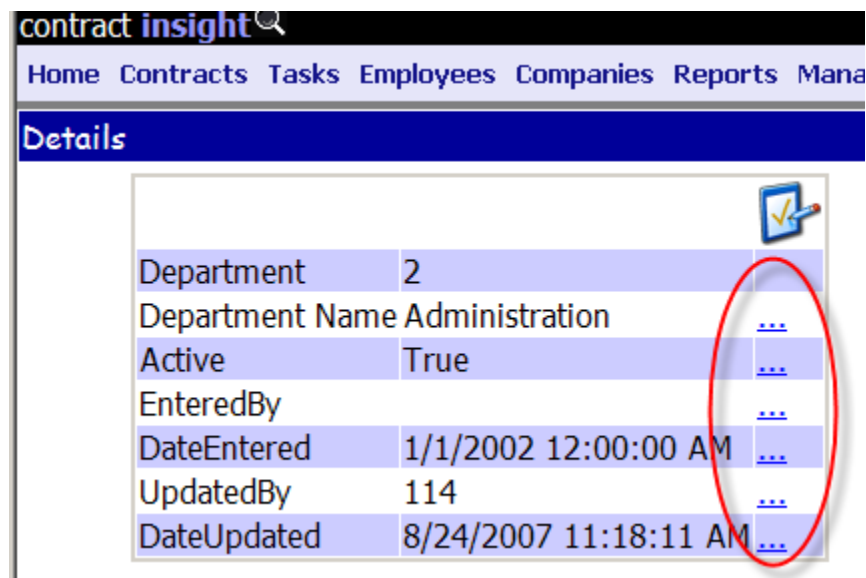 contract insight
Home Contracts Tasks Employees Companies Reports Mana
Details
Department 2
Department Name Administration ...
Active True ...
EnteredBy ...
DateEntered 1/1/2002 12:00:00 AM ...
UpdatedBy 114 ...
DateUpdated 8/24/2007 11:18:11 AM ...